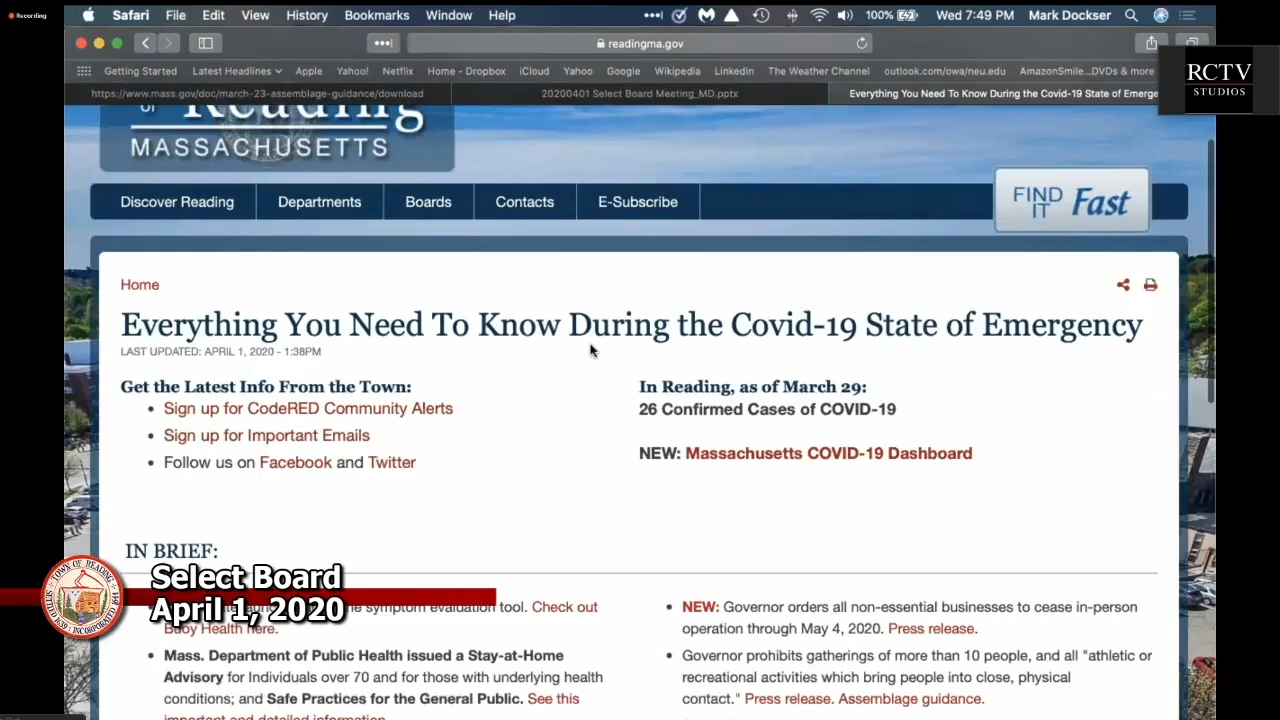 Recording
Safari File Edit View History Bookmarks Window Help 100% Wed 7:49 PM Mark Dockser
readingma.gov
Getting Started Latest Headlines Apple Yahoo! Netflix Home - Dropbox iCloud Yahoo Google Wikipedia LinkedIn The Weather Channel outlook.com/owa/neu.edu AmazonSmile...DVDs & more
RCTV
STUDIOS
https://www.mass.gov/doc/march-23-assemblage-guidance/download 20200401 Select Board Meeting_MD.pptx Everything You Need To Know During the Covid-19 State of Emerge
of Reading
MASSACHUSETTS
Discover Reading Departments Boards Contacts E-Subscribe
FIND IT Fast
Home
Everything You Need To Know During the Covid-19 State of Emergency
LAST UPDATED: APRIL 1, 2020 - 1:38PM
Get the Latest Info From the Town:
• Sign up for CodeRED Community Alerts
• Sign up for Important Emails
• Follow us on Facebook and Twitter
In Reading, as of March 29:
26 Confirmed Cases of COVID-19
NEW: Massachusetts COVID-19 Dashboard
IN BRIEF:
symptom evaluation tool. Check out
Buoy Health here.
• Mass. Department of Public Health issued a Stay-at-Home
Advisory for Individuals over 70 and for those with underlying health
conditions; and Safe Practices for the General Public. See this
important and detailed information.
• NEW: Governor orders all non-essential businesses to cease in-person
operation through May 4, 2020. Press release.
• Governor prohibits gatherings of more than 10 people, and all "athletic or
recreational activities which bring people into close, physical
contact." Press release. Assemblage guidance.
TOWN OF READING
Select Board
April 1, 2020